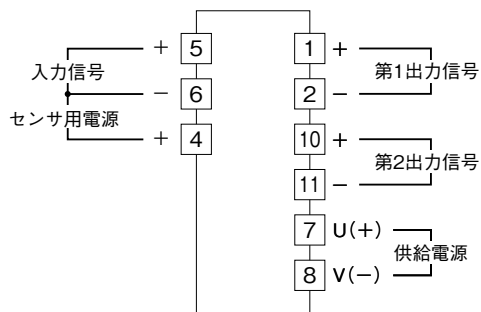 + 5
入力信号
− 6
センサ用電源
+ 4
1 +
第1出力信号
2 −
10 +
第2出力信号
11 −
7 U(+)
供給電源
8 V(−)